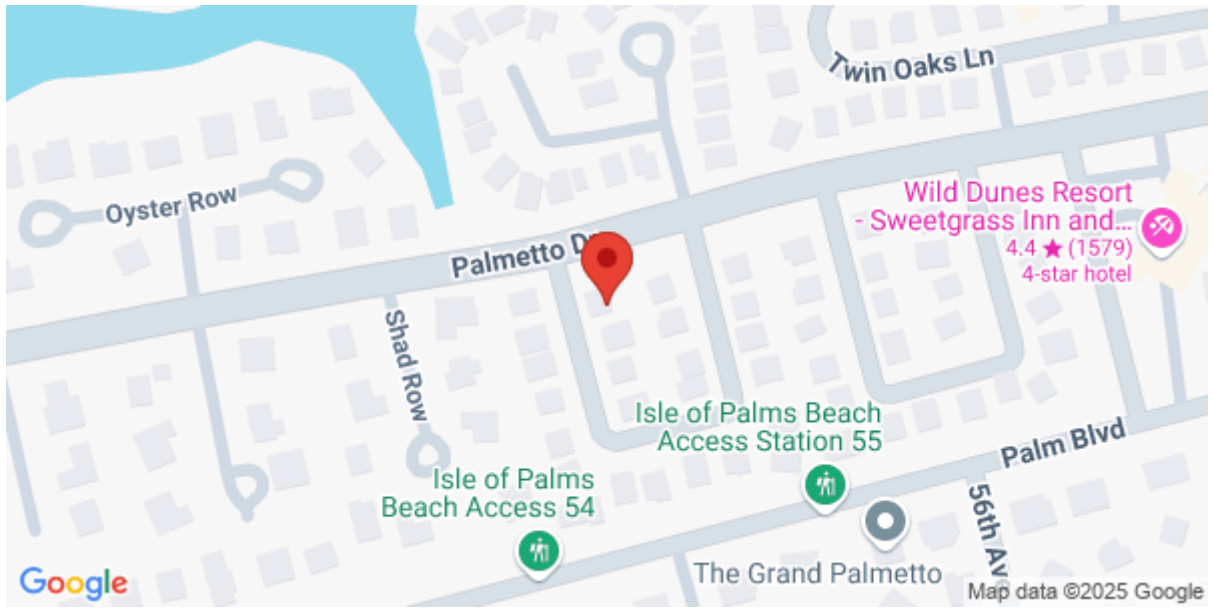 Twin Oaks Ln
Oyster Row
Wild Dunes Resort
- Sweetgrass Inn and...
4.4 ★ (1579)
4-star hotel
Palmetto Dr
Shad Row
Isle of Palms Beach
Access Station 55
Palm Blvd
Isle of Palms
Beach Access 54
56th Ave
The Grand Palmetto
Google
Map data ©2025 Google